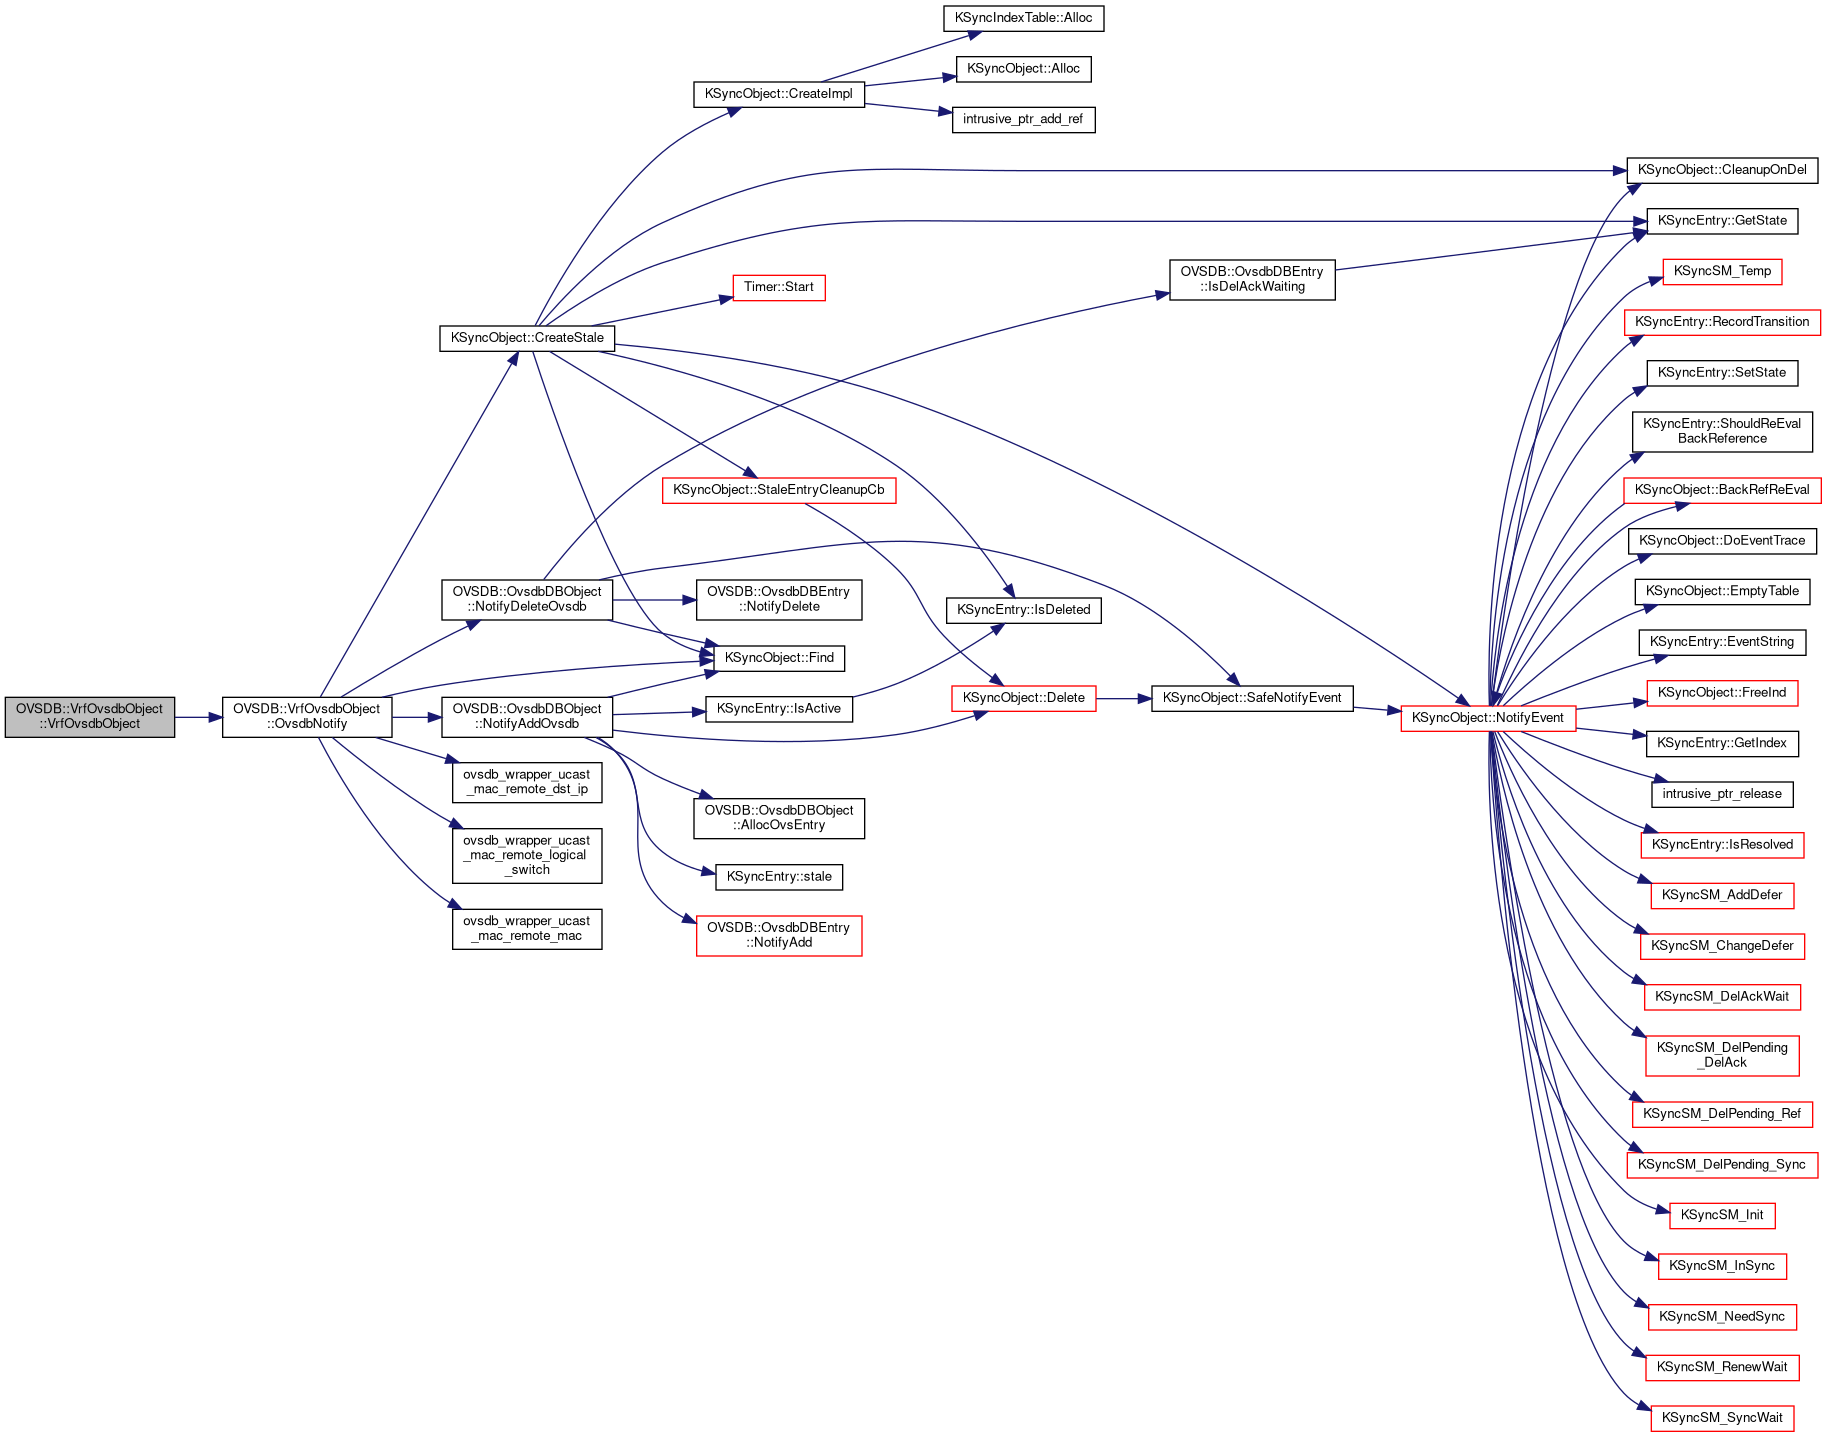 KSyncIndexTable::Alloc
KSyncObject::Alloc
KSyncObject::CreateImpl
intrusive_ptr_add_ref
KSyncObject::CleanupOnDel
KSyncEntry::GetState
OVSDB::OvsdbDBEntry
::IsDelAckWaiting
KSyncSM_Temp
Timer::Start
KSyncEntry::RecordTransition
KSyncObject::CreateStale
KSyncEntry::SetState
KSyncEntry::ShouldReEval
BackReference
KSyncObject::StaleEntryCleanupCb
KSyncObject::BackRefReEval
KSyncObject::DoEventTrace
OVSDB::OvsdbDBObject
::NotifyDeleteOvsdb
OVSDB::OvsdbDBEntry
::NotifyDelete
KSyncEntry::IsDeleted
KSyncObject::EmptyTable
KSyncEntry::EventString
KSyncObject::Find
KSyncObject::FreeInd
OVSDB::VrfOvsdbObject
::VrfOvsdbObject
OVSDB::VrfOvsdbObject
::OvsdbNotify
OVSDB::OvsdbDBObject
::NotifyAddOvsdb
KSyncEntry::IsActive
KSyncObject::Delete
KSyncObject::SafeNotifyEvent
KSyncObject::NotifyEvent
KSyncEntry::GetIndex
ovsdb_wrapper_ucast
_mac_remote_dst_ip
intrusive_ptr_release
OVSDB::OvsdbDBObject
::AllocOvsEntry
ovsdb_wrapper_ucast
_mac_remote_logical
_switch
KSyncEntry::IsResolved
KSyncEntry::stale
KSyncSM_AddDefer
ovsdb_wrapper_ucast
_mac_remote_mac
OVSDB::OvsdbDBEntry
::NotifyAdd
KSyncSM_ChangeDefer
KSyncSM_DelAckWait
KSyncSM_DelPending
_DelAck
KSyncSM_DelPending_Ref
KSyncSM_DelPending_Sync
KSyncSM_Init
KSyncSM_InSync
KSyncSM_NeedSync
KSyncSM_RenewWait
KSyncSM_SyncWait